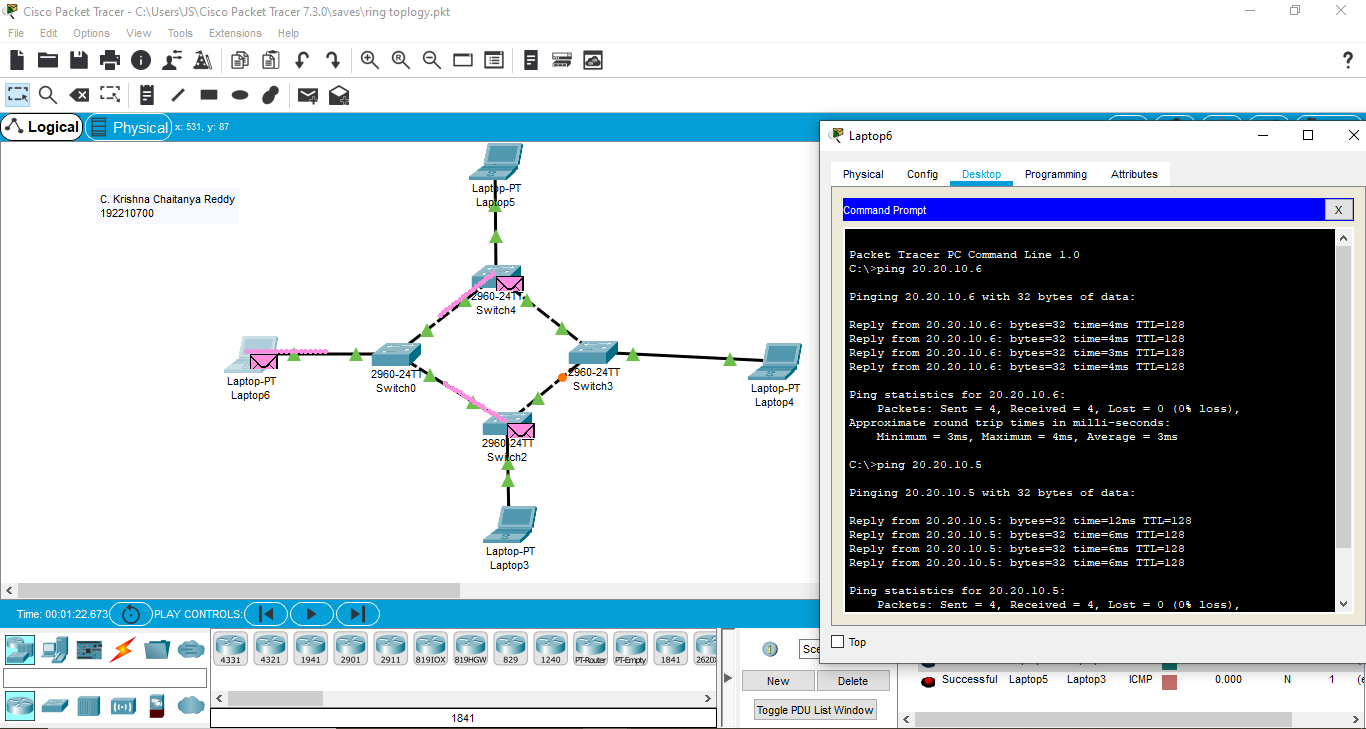 Cisco Packet Tracer - C:\Users\JS\Cisco Packet Tracer 7.3.0\saves\ring toplogy.pkt
File Edit Options View Tools Extensions Help
Logical Physical x: 531, y: 87
C. Krishna Chaitanya Reddy
192210700
Laptop-PT
Laptop5
2960-24TT
Switch4
Laptop-PT
Laptop6
2960-24TT
Switch0
2960-24TT
Switch3
Laptop-PT
Laptop4
2960-24TT
Switch2
Laptop-PT
Laptop3
Time: 00:01:22.673 PLAY CONTROLS:
4331 4321 1941 2901 2911 819IOX 819HGW 829 1240 PT-Router PT-Empty 1841 2620X
1841
Laptop6
Physical Config Desktop Programming Attributes
Command Prompt X
Packet Tracer PC Command Line 1.0
C:\>ping 20.20.10.6
Pinging 20.20.10.6 with 32 bytes of data:
Reply from 20.20.10.6: bytes=32 time=4ms TTL=128
Reply from 20.20.10.6: bytes=32 time=4ms TTL=128
Reply from 20.20.10.6: bytes=32 time=3ms TTL=128
Reply from 20.20.10.6: bytes=32 time=4ms TTL=128
Ping statistics for 20.20.10.6:
Packets: Sent = 4, Received = 4, Lost = 0 (0% loss),
Approximate round trip times in milli-seconds:
Minimum = 3ms, Maximum = 4ms, Average = 3ms
C:\>ping 20.20.10.5
Pinging 20.20.10.5 with 32 bytes of data:
Reply from 20.20.10.5: bytes=32 time=12ms TTL=128
Reply from 20.20.10.5: bytes=32 time=6ms TTL=128
Reply from 20.20.10.5: bytes=32 time=6ms TTL=128
Reply from 20.20.10.5: bytes=32 time=6ms TTL=128
Ping statistics for 20.20.10.5:
Packets: Sent = 4, Received = 4, Lost = 0 (0% loss),
Top
Sce
New Delete
Toggle PDU List Window
Successful Laptop5 Laptop3 ICMP 0.000 N 1 (e